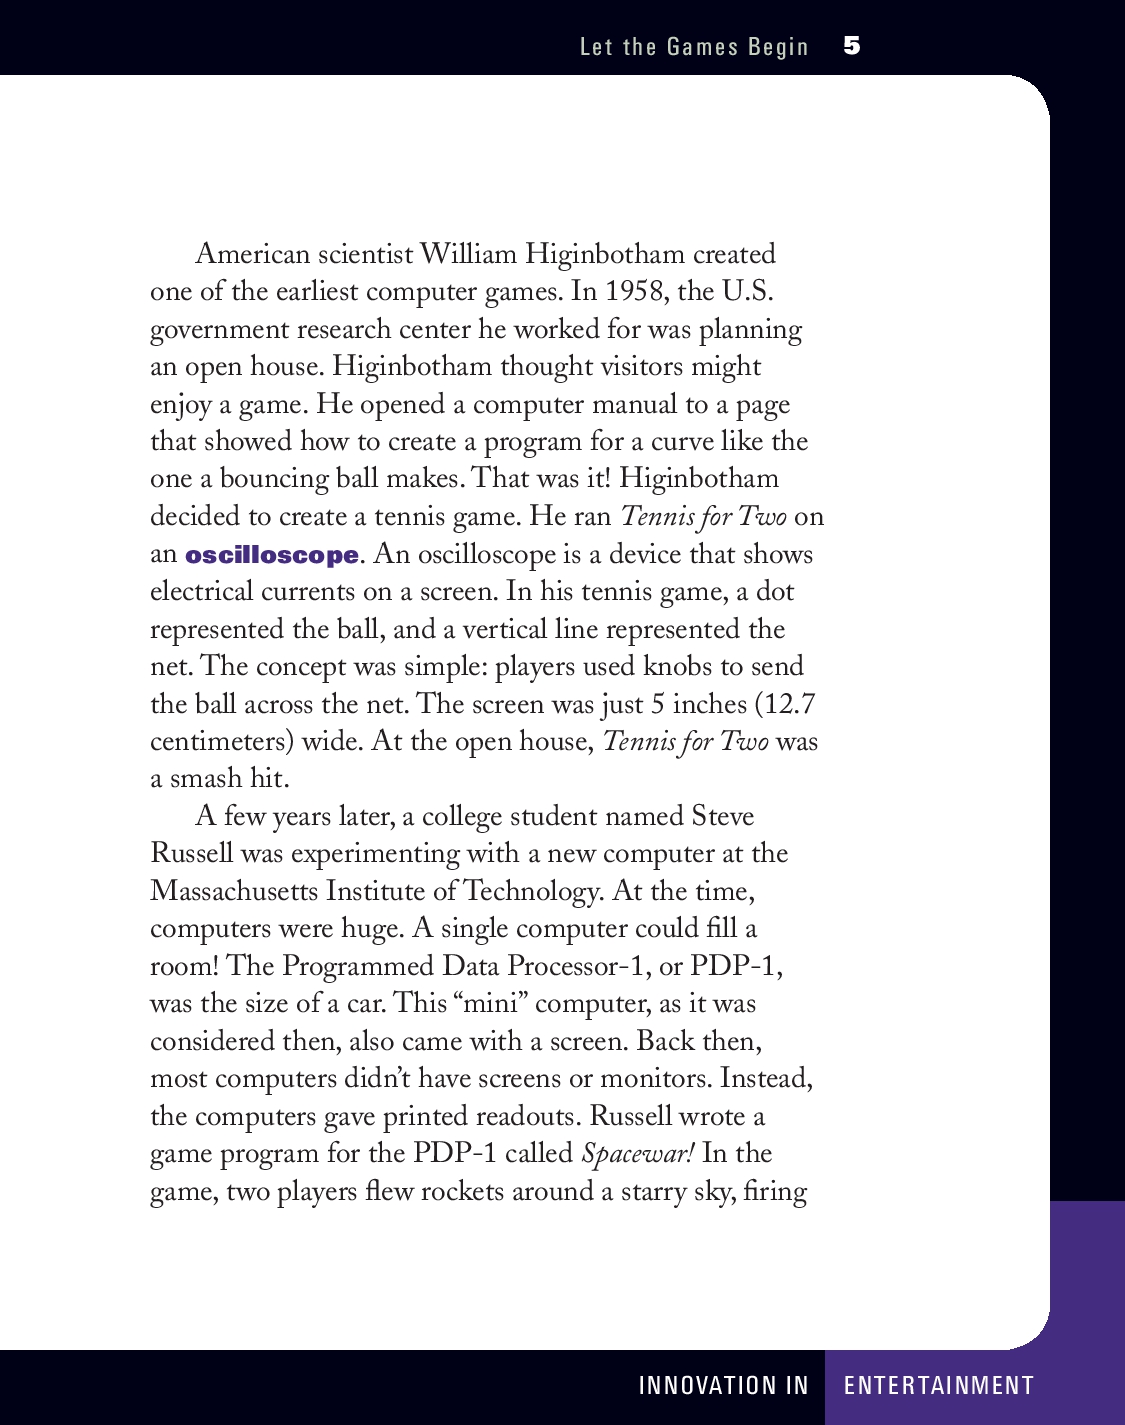 Let the Games Begin 5
American scientist William Higinbotham created
one of the earliest computer games. In 1958, the U.S.
government research center he worked for was planning
an open house. Higinbotham thought visitors might
enjoy a game. He opened a computer manual to a page
that showed how to create a program for a curve like the
one a bouncing ball makes. That was it! Higinbotham
decided to create a tennis game. He ran Tennis for Two on
an oscilloscope. An oscilloscope is a device that shows
electrical currents on a screen. In his tennis game, a dot
represented the ball, and a vertical line represented the
net. The concept was simple: players used knobs to send
the ball across the net. The screen was just 5 inches (12.7
centimeters) wide. At the open house, Tennis for Two was
a smash hit.
A few years later, a college student named Steve
Russell was experimenting with a new computer at the
Massachusetts Institute of Technology. At the time,
computers were huge. A single computer could fill a
room! The Programmed Data Processor-1, or PDP-1,
was the size of a car. This “mini” computer, as it was
considered then, also came with a screen. Back then,
most computers didn’t have screens or monitors. Instead,
the computers gave printed readouts. Russell wrote a
game program for the PDP-1 called Spacewar! In the
game, two players flew rockets around a starry sky, firing
INNOVATION IN ENTERTAINMENT